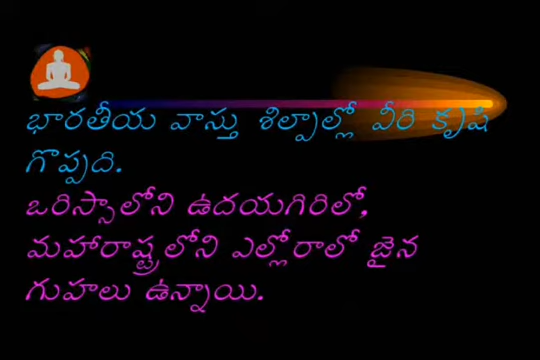 భారతీయ వాస్తు శిల్పాల్లో వీరి కృషి
గొప్పది.
ఒరిస్సాలోని ఉదయగిరిలో,
మహారాష్ట్రలోని ఎల్లోరాలో జైన
గుహలు ఉన్నాయి.